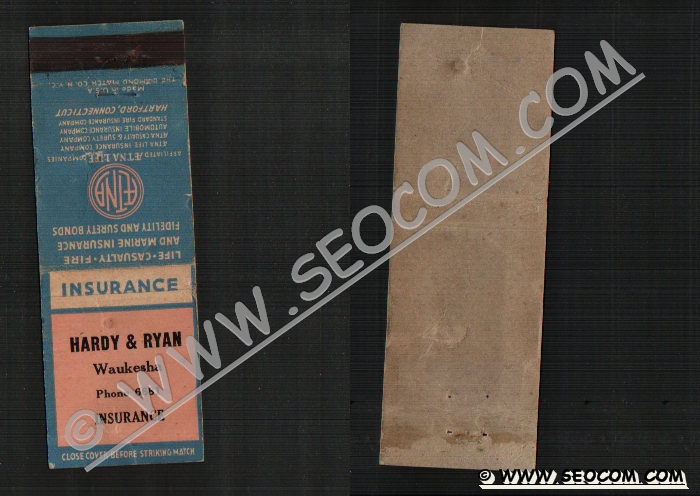 THE DIAMOND MATCH CO. N.Y.C.
Made in U.S.A
HARTFORD, CONNECTICUT
STANDARD FIRE INSURANCE COMPANY
AUTOMOBILE INSURANCE COMPANY
ÆTNA CASUALTY & SURETY COMPANY
ÆTNA LIFE INSURANCE COMPANY
AFFILIATED ÆTNA LIFE COMPANIES
ÆTNA
FIDELITY AND SURETY BONDS
AND MARINE INSURANCE
LIFE • CASUALTY • FIRE
INSURANCE
HARDY & RYAN
Waukesha
Phone
INSURANCE
CLOSE COVER BEFORE STRIKING MATCH
© WWW.SEOCOM.COM
© WWW.SEOCOM.COM